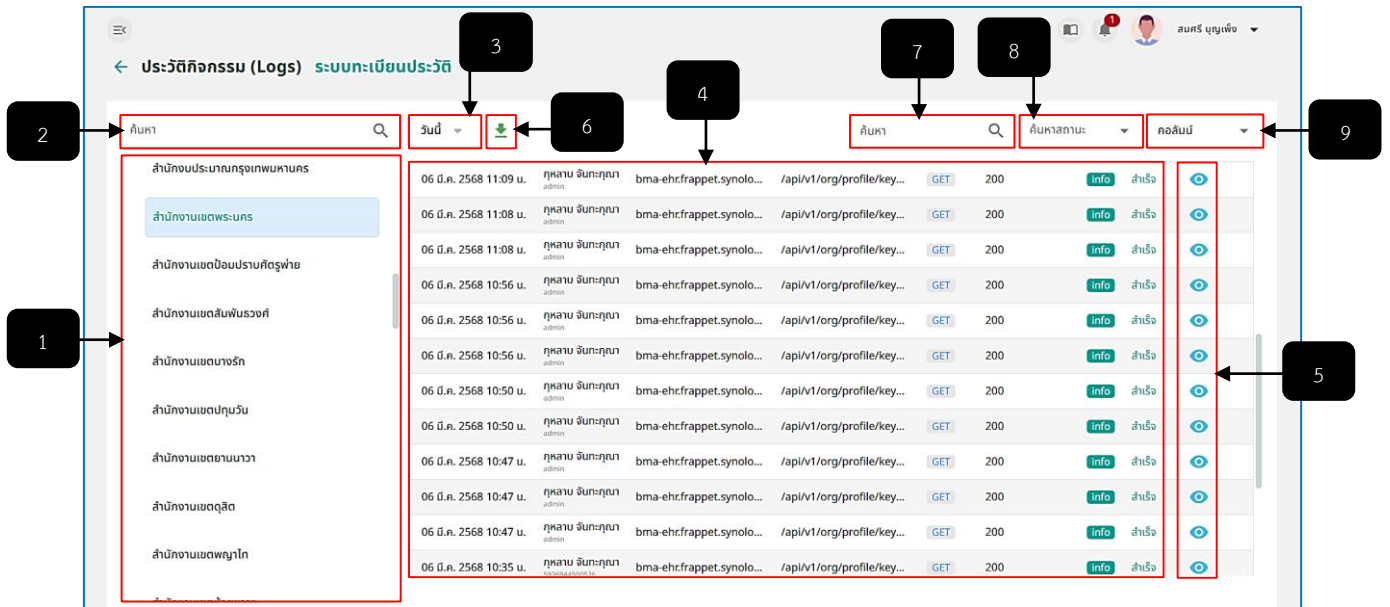 1
สมศรี บุญเพ็ง
3
7
8
ประวัติกิจกรรม (Logs) ระบบทะเบียนประวัติ
4
2
ค้นหา
วันนี้
6
ค้นหา
ค้นหาสถานะ
คอลัมน์
9
สำนักงบประมาณกรุงเทพมหานคร
สำนักงานเขตพระนคร
สำนักงานเขตป้อมปราบศัตรูพ่าย
สำนักงานเขตสัมพันธวงศ์
1
สำนักงานเขตบางรัก
สำนักงานเขตปทุมวัน
สำนักงานเขตยานนาวา
สำนักงานเขตดุสิต
สำนักงานเขตพญาไท
06 มี.ค. 2568 11:09 น. กุหลาบ จันทะกุณา bma-ehr.frappet.synolo... /api/v1/org/profile/key... GET 200 info สำเร็จ
admin
06 มี.ค. 2568 11:08 น. กุหลาบ จันทะกุณา bma-ehr.frappet.synolo... /api/v1/org/profile/key... GET 200 info สำเร็จ
admin
06 มี.ค. 2568 11:08 น. กุหลาบ จันทะกุณา bma-ehr.frappet.synolo... /api/v1/org/profile/key... GET 200 info สำเร็จ
admin
06 มี.ค. 2568 10:56 น. กุหลาบ จันทะกุณา bma-ehr.frappet.synolo... /api/v1/org/profile/key... GET 200 info สำเร็จ
admin
06 มี.ค. 2568 10:56 น. กุหลาบ จันทะกุณา bma-ehr.frappet.synolo... /api/v1/org/profile/key... GET 200 info สำเร็จ
admin
06 มี.ค. 2568 10:56 น. กุหลาบ จันทะกุณา bma-ehr.frappet.synolo... /api/v1/org/profile/key... GET 200 info สำเร็จ
admin
06 มี.ค. 2568 10:50 น. กุหลาบ จันทะกุณา bma-ehr.frappet.synolo... /api/v1/org/profile/key... GET 200 info สำเร็จ
admin
06 มี.ค. 2568 10:50 น. กุหลาบ จันทะกุณา bma-ehr.frappet.synolo... /api/v1/org/profile/key... GET 200 info สำเร็จ
admin
06 มี.ค. 2568 10:47 น. กุหลาบ จันทะกุณา bma-ehr.frappet.synolo... /api/v1/org/profile/key... GET 200 info สำเร็จ
admin
06 มี.ค. 2568 10:47 น. กุหลาบ จันทะกุณา bma-ehr.frappet.synolo... /api/v1/org/profile/key... GET 200 info สำเร็จ
admin
06 มี.ค. 2568 10:47 น. กุหลาบ จันทะกุณา bma-ehr.frappet.synolo... /api/v1/org/profile/key... GET 200 info สำเร็จ
admin
06 มี.ค. 2568 10:35 น. กุหลาบ จันทะกุณา bma-ehr.frappet.synolo... /api/v1/org/profile/key... GET 200 info สำเร็จ
5